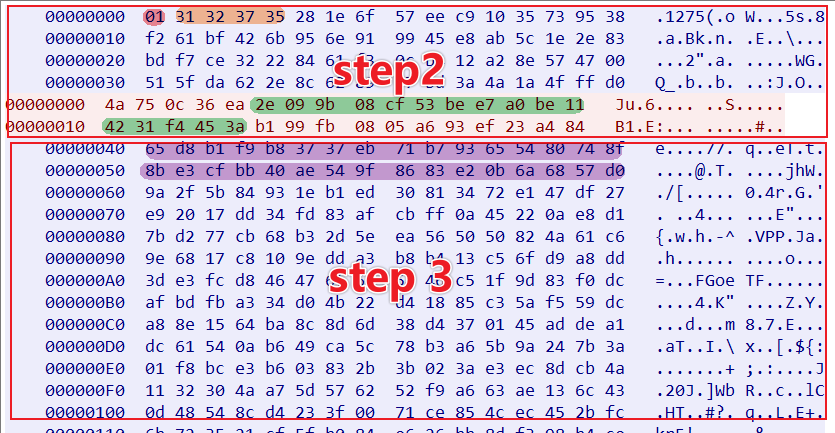 00000000 01 31 32 37 35 28 1e 6f 57 ee c9 10 35 73 95 38 .1275(.o W...5s.8
00000010 f2 61 bf 42 6b 95 6e 91 99 45 e8 ab 5c 1e 2e 83 .a.Bk.n. .E..\...
00000020 bd f7 ce 32 22 84 61 12 a2 8e 57 47 00 ...2".a. .....WG.
00000030 51 5f da 62 2e 8c 3d 4a 1a 4f ff d0 Q_.b..b. ..:J.O..
step2
00000000 4a 75 0c 36 ea 2e 09 9b 08 cf 53 be e7 a0 be 11 Ju.6.... ..S.....
00000010 42 31 f4 45 3a b1 99 fb 08 05 a6 93 ef 23 a4 84 B1.E:... .....#..
00000040 65 d8 b1 f9 b8 37 37 eb 71 b7 93 65 54 80 74 8f e....77. q..eT.t.
00000050 8b e3 cf bb 40 ae 54 9f 86 83 e2 0b 6a 68 57 d0 ....@.T. ....jhW.
00000060 9a 2f 5b 84 93 1e b1 ed 30 81 34 72 e1 47 df 27 ./[..... 0.4r.G.'
00000070 e9 20 17 dd 34 fd 83 af cb ff 0a 45 22 0a e8 d1 . ..4... ...E"...
00000080 7b d2 77 cb 68 b3 2d 5e ea 56 50 50 82 4a 61 c6 {.w.h.-^ .VPP.Ja.
00000090 9e 68 17 c8 10 9e dd a3 b8 b4 13 c5 6f d9 a8 dd .h...... ....o...
step 3
000000A0 3d e3 fc d8 46 47 c5 1f 9d 83 f0 dc =...FGoe TF......
000000B0 af bd fb a3 34 d0 4b 22 d4 18 85 c3 5a f5 59 dc ....4.K" ....Z.Y.
000000C0 a8 8e 15 64 ba 8c 8d 6d 38 d4 37 01 45 ad de a1 ...d...m 8.7.E...
000000D0 dc 61 54 0a b6 49 ca 5c 78 b3 a6 5b 9a 24 7b 3a .aT..I.\ x..[.${:
000000E0 01 f8 bc e3 b6 03 83 2b 3b 02 3a e3 ec 8d cb 4a .......+ ;.:....J
000000F0 11 32 30 4a a7 5d 57 62 52 f9 a6 63 ae 13 6c 43 .20J.]Wb R..c..lC
00000100 0d 48 54 8c d4 23 3f 00 71 ce 85 4c ec 45 2b fc .HT..#?. q..L.E+.